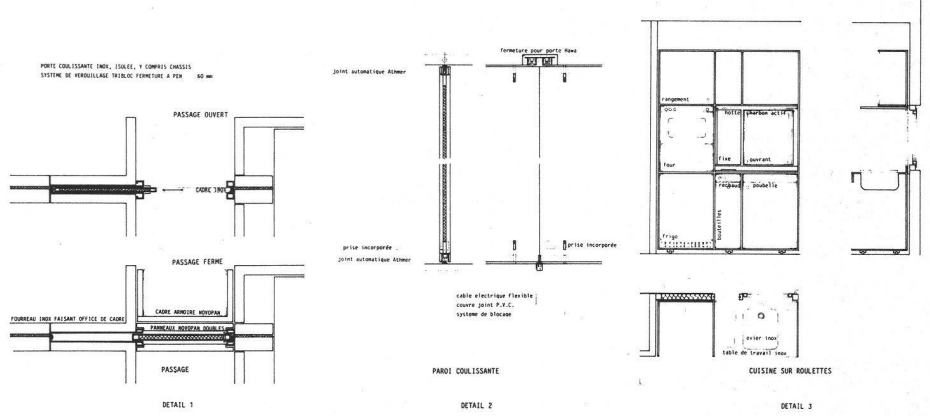 PORTE COULISSANTE INOX, ISOLEE, Y COMPRIS CHASSIS
SYSTEME DE VEROUILLAGE TRIBLOC FERMETURE A PEN 60 mm
PASSAGE OUVERT
CADRE INOX
PASSAGE FERME
CADRE ARMOIRE NOVOPAN
FOURREAU INOX FAISANT OFFICE DE CADRE
PANNEAUX NOVOPAN DOUBLES
PASSAGE
DETAIL 1
fermeture pour porte Hawa
joint automatique Athmer
prise incorporée
prise incorporée
joint automatique Athmer
cable electrique flexible
couvre joint P.V.C.
systeme de blocage
PAROI COULISSANTE
DETAIL 2
rangement
hotte charbon actif
fixe
ouvrant
four
rechaud
poubelle
bouteilles
frigo
evier inox
table de travail inox
CUISINE SUR ROULETTES
DETAIL 3